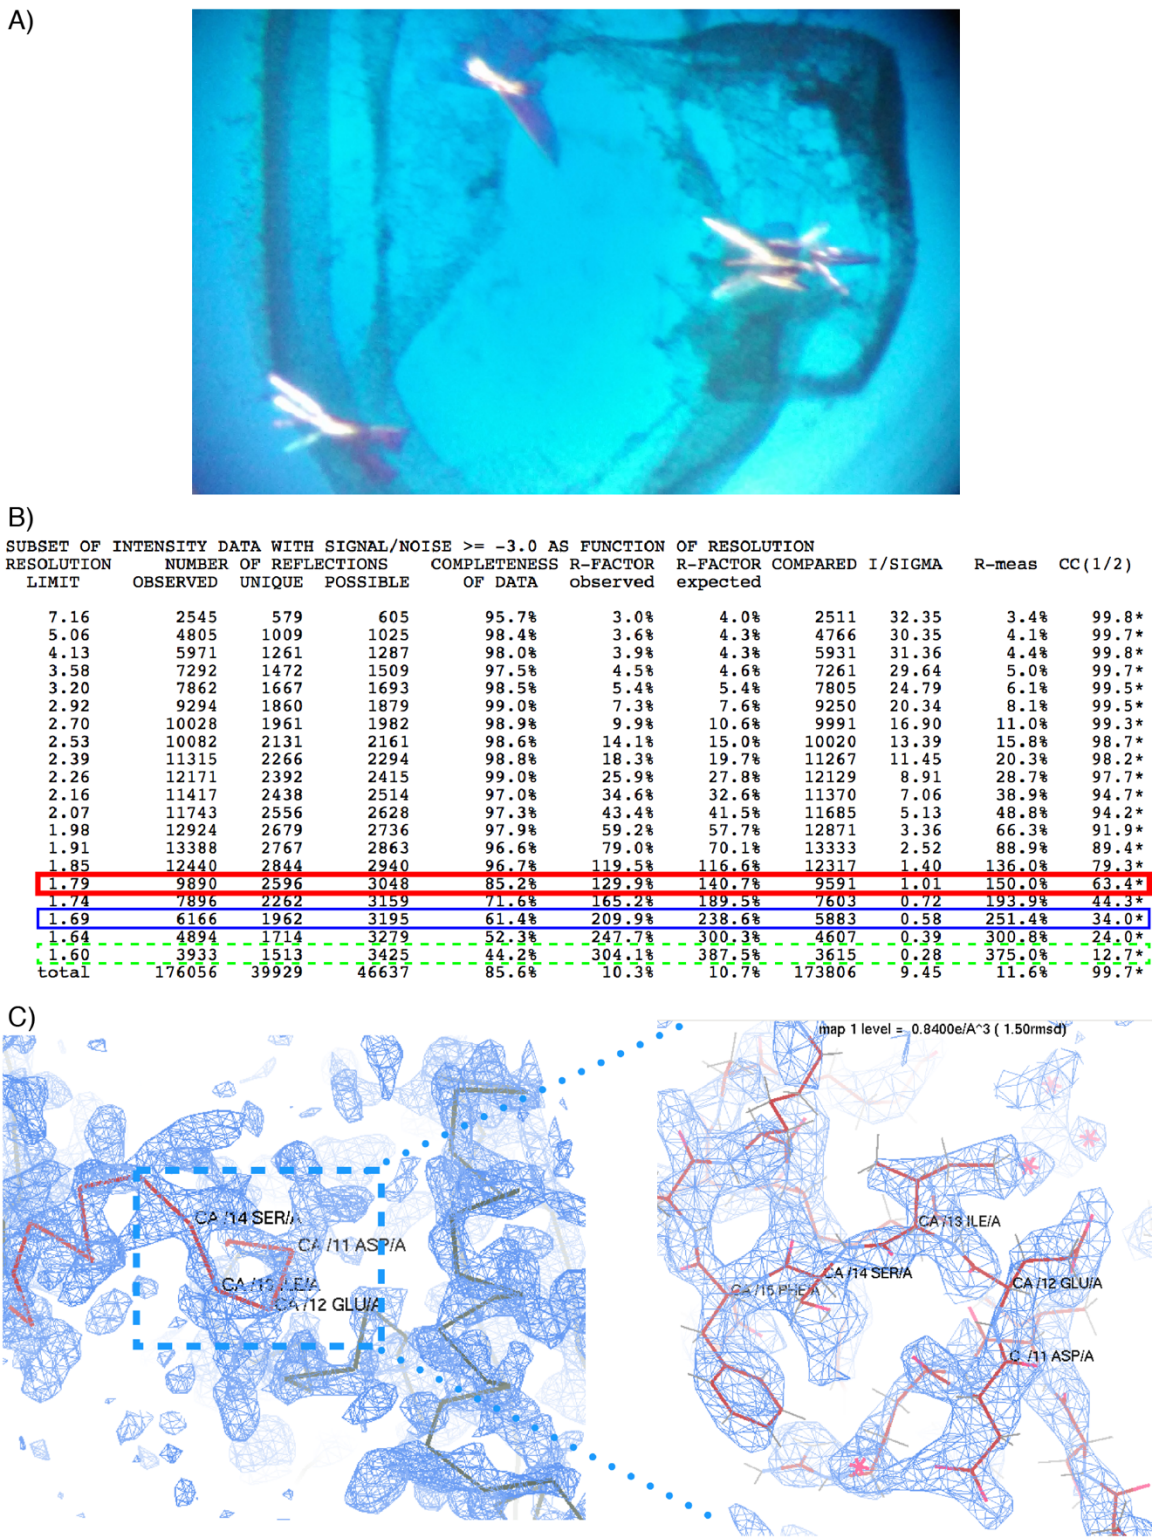 A)
B)
SUBSET OF INTENSITY DATA WITH SIGNAL/NOISE >= -3.0 AS FUNCTION OF RESOLUTION
RESOLUTION NUMBER OF REFLECTIONS COMPLETENESS R-FACTOR R-FACTOR COMPARED I/SIGMA R-meas CC(1/2)
LIMIT OBSERVED UNIQUE POSSIBLE OF DATA observed expected
7.16 2545 579 605 95.7% 3.0% 4.0% 2511 32.35 3.4% 99.8*
5.06 4805 1009 1025 98.4% 3.6% 4.3% 4766 30.35 4.1% 99.7*
4.13 5971 1261 1287 98.0% 3.9% 4.3% 5931 31.36 4.4% 99.8*
3.58 7292 1472 1509 97.5% 4.5% 4.6% 7261 29.64 5.0% 99.7*
3.20 7862 1667 1693 98.5% 5.4% 5.4% 7805 24.79 6.1% 99.5*
2.92 9294 1860 1879 99.0% 7.3% 7.6% 9250 20.34 8.1% 99.5*
2.70 10028 1961 1982 98.9% 9.9% 10.6% 9991 16.90 11.0% 99.3*
2.53 10082 2131 2161 98.6% 14.1% 15.0% 10020 13.39 15.8% 98.7*
2.39 11315 2266 2294 98.8% 18.3% 19.7% 11267 11.45 20.3% 98.2*
2.26 12171 2392 2415 99.0% 25.9% 27.8% 12129 8.91 28.7% 97.7*
2.16 11417 2438 2514 97.0% 34.6% 32.6% 11370 7.06 38.9% 94.7*
2.07 11743 2556 2628 97.3% 43.4% 41.5% 11685 5.13 48.8% 94.2*
1.98 12924 2679 2736 97.9% 59.2% 57.7% 12871 3.36 66.3% 91.9*
1.91 13388 2767 2863 96.6% 79.0% 70.1% 13333 2.52 88.9% 89.4*
1.85 12440 2844 2940 96.7% 119.5% 116.6% 12317 1.40 136.0% 79.3*
1.79 9890 2596 3048 85.2% 129.9% 140.7% 9591 1.01 150.0% 63.4*
1.74 7896 2262 3159 71.6% 165.2% 189.5% 7603 0.72 193.9% 44.3*
1.69 6166 1962 3195 61.4% 209.9% 238.6% 5883 0.58 251.4% 34.0*
1.64 4894 1714 3279 52.3% 247.7% 300.3% 4607 0.39 300.8% 24.0*
1.60 3933 1513 3425 44.2% 304.1% 387.5% 3615 0.28 375.0% 12.7*
total 176056 39929 46637 85.6% 10.3% 10.7% 173806 9.45 11.6% 99.7*
C)
map 1 level = 0.8400e/A^3 ( 1.50rmsd)
CA /14 SER/A
CA /11 ASP/A
CA /13 ILE/A
CA /12 GLU/A
CA /13 ILE/A
CA /14 SER/A
CA /12 GLU/A
CA /15 PHE/A
C /11 ASP/A